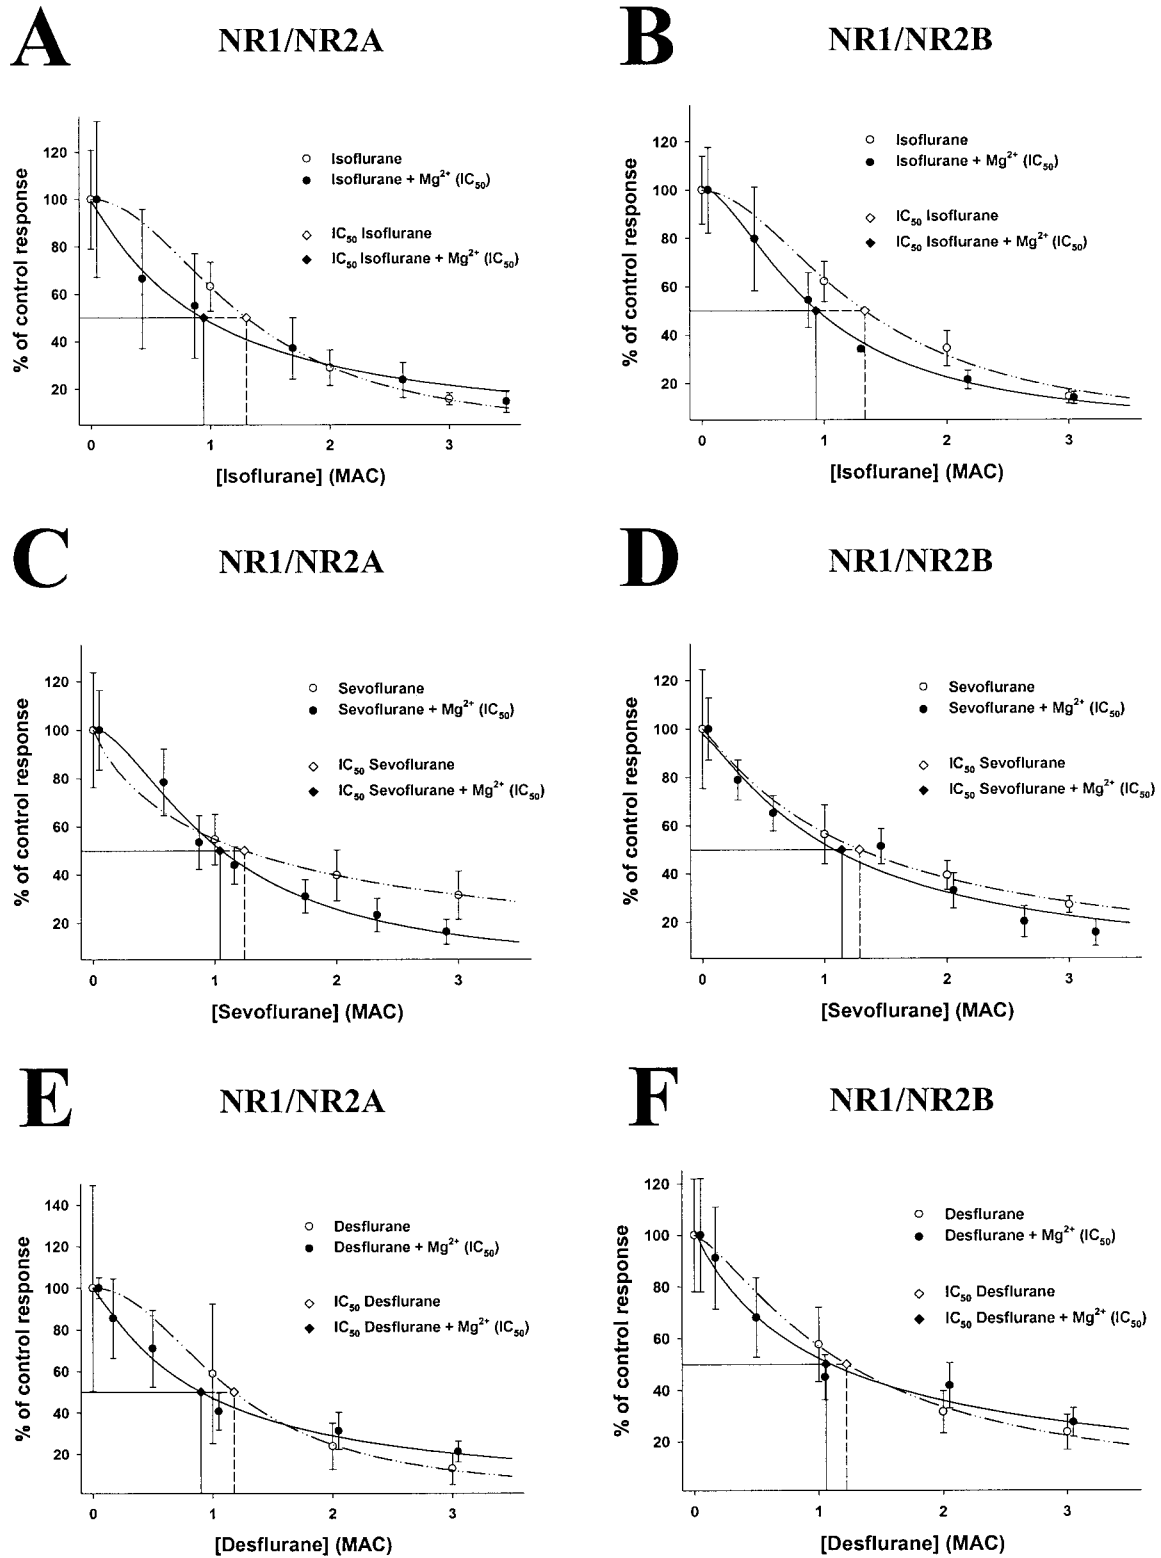 A
NR1/NR2A
% of control response
120
100
80
60
40
20
Isoflurane
Isoflurane + Mg²⁺ (IC₅₀)
IC₅₀ Isoflurane
IC₅₀ Isoflurane + Mg²⁺ (IC₅₀)
0 1 2 3
[Isoflurane] (MAC)
B
NR1/NR2B
% of control response
120
100
80
60
40
20
Isoflurane
Isoflurane + Mg²⁺ (IC₅₀)
IC₅₀ Isoflurane
IC₅₀ Isoflurane + Mg²⁺ (IC₅₀)
0 1 2 3
[Isoflurane] (MAC)
C
NR1/NR2A
% of control response
120
100
80
60
40
20
Sevoflurane
Sevoflurane + Mg²⁺ (IC₅₀)
IC₅₀ Sevoflurane
IC₅₀ Sevoflurane + Mg²⁺ (IC₅₀)
0 1 2 3
[Sevoflurane] (MAC)
D
NR1/NR2B
% of control response
120
100
80
60
40
20
Sevoflurane
Sevoflurane + Mg²⁺ (IC₅₀)
IC₅₀ Sevoflurane
IC₅₀ Sevoflurane + Mg²⁺ (IC₅₀)
0 1 2 3
[Sevoflurane] (MAC)
E
NR1/NR2A
% of control response
140
120
100
80
60
40
20
Desflurane
Desflurane + Mg²⁺ (IC₅₀)
IC₅₀ Desflurane
IC₅₀ Desflurane + Mg²⁺ (IC₅₀)
0 1 2 3
[Desflurane] (MAC)
F
NR1/NR2B
% of control response
120
100
80
60
40
20
Desflurane
Desflurane + Mg²⁺ (IC₅₀)
IC₅₀ Desflurane
IC₅₀ Desflurane + Mg²⁺ (IC₅₀)
0 1 2 3
[Desflurane] (MAC)